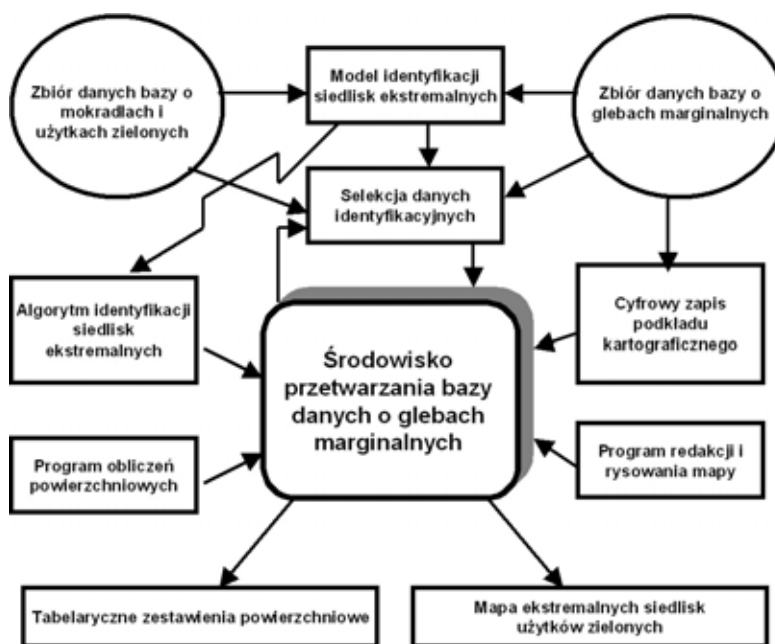 Zbiór danych bazy o
mokradłach i
użytkach zielonych
Model identyfikacji
siedlisk ekstremalnych
Zbiór danych bazy o
glebach marginalnych
Selekcja danych
identyfikacyjnych
Algorytm identyfikacji
siedlisk
ekstremalnych
Środowisko
przetwarzania bazy
danych o glebach
marginalnych
Cyfrowy zapis
podkładu
kartograficznego
Program obliczeń
powierzchniowych
Program redakcji i
rysowania mapy
Tabelaryczne zestawienia powierzchniowe
Mapa ekstremalnych siedlisk
użytków zielonych